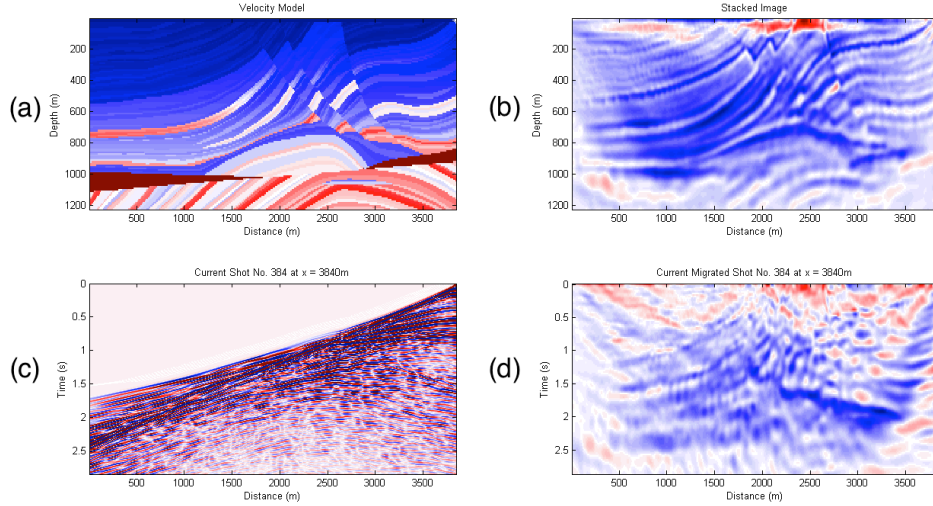 (a)
Velocity Model
Depth (m)
200
400
600
800
1000
1200
500 1000 1500 2000 2500 3000 3500
Distance (m)
(b)
Stacked Image
Depth (m)
200
400
600
800
1000
1200
500 1000 1500 2000 2500 3000 3500
Distance (m)
(c)
Current Shot No. 384 at x = 3840m
Time (s)
0
0.5
1
1.5
2
2.5
500 1000 1500 2000 2500 3000 3500
Distance (m)
(d)
Current Migrated Shot No. 384 at x = 3840m
Time (s)
0
0.5
1
1.5
2
2.5
500 1000 1500 2000 2500 3000 3500
Distance (m)